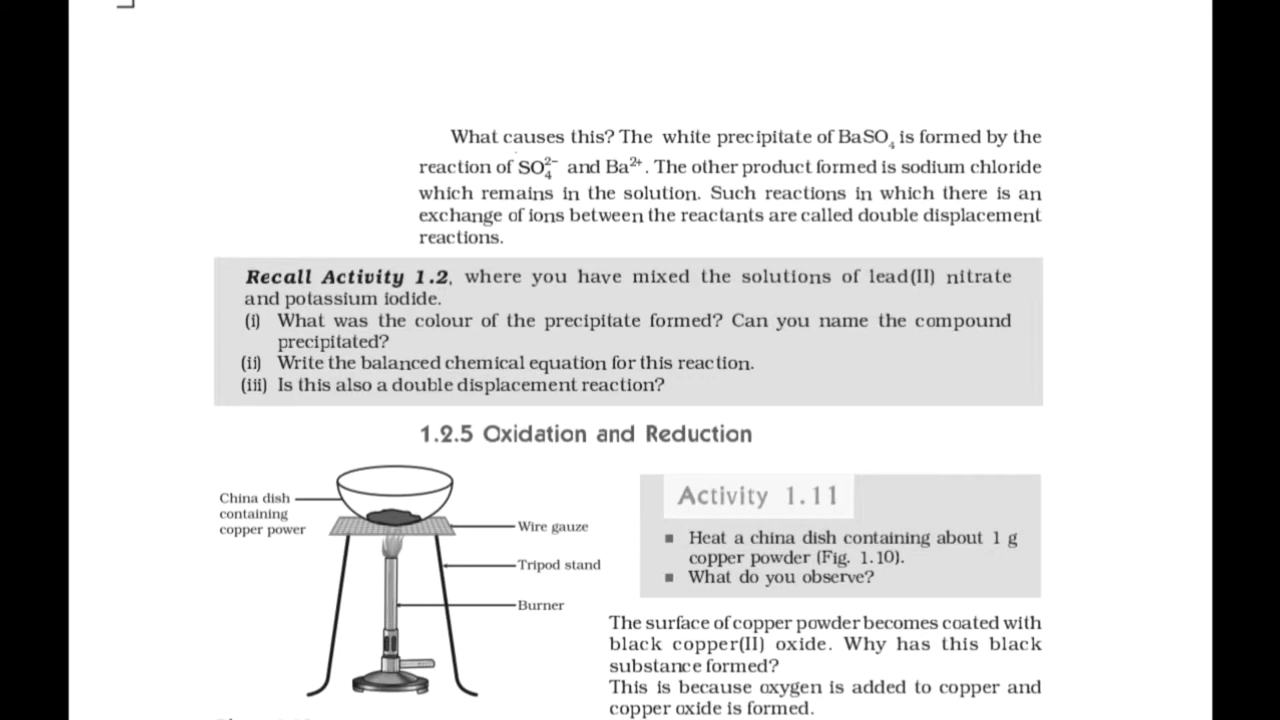 What causes this? The white precipitate of BaSO₄ is formed by the
reaction of SO₄²⁻ and Ba²⁺. The other product formed is sodium chloride
which remains in the solution. Such reactions in which there is an
exchange of ions between the reactants are called double displacement
reactions.
Recall Activity 1.2, where you have mixed the solutions of lead(II) nitrate
and potassium iodide.
(i) What was the colour of the precipitate formed? Can you name the compound
precipitated?
(ii) Write the balanced chemical equation for this reaction.
(iii) Is this also a double displacement reaction?
1.2.5 Oxidation and Reduction
China dish
containing
copper power
Wire gauze
Tripod stand
Burner
Activity 1.11
▪ Heat a china dish containing about 1 g
copper powder (Fig. 1.10).
▪ What do you observe?
The surface of copper powder becomes coated with
black copper(II) oxide. Why has this black
substance formed?
This is because oxygen is added to copper and
copper oxide is formed.